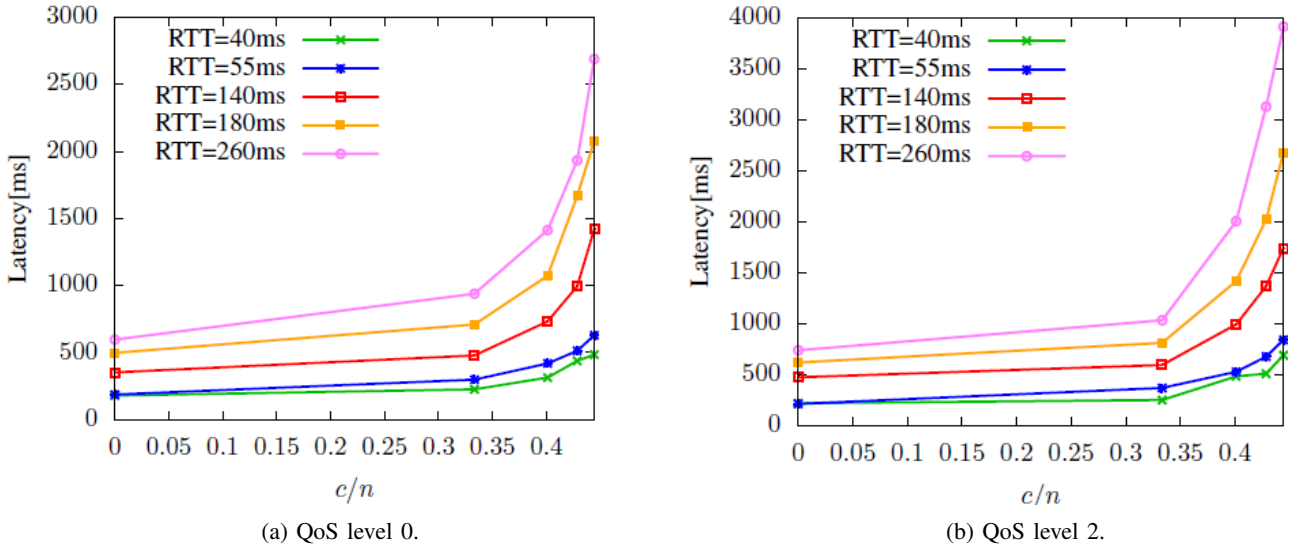 3000
2500
2000
1500
1000
500
0
Latency[ms]
RTT=40ms
RTT=55ms
RTT=140ms
RTT=180ms
RTT=260ms
0 0.05 0.1 0.15 0.2 0.25 0.3 0.35 0.4
c/n
(a) QoS level 0.
4000
3500
3000
2500
2000
1500
1000
500
0
Latency[ms]
RTT=40ms
RTT=55ms
RTT=140ms
RTT=180ms
RTT=260ms
0 0.05 0.1 0.15 0.2 0.25 0.3 0.35 0.4
c/n
(b) QoS level 2.